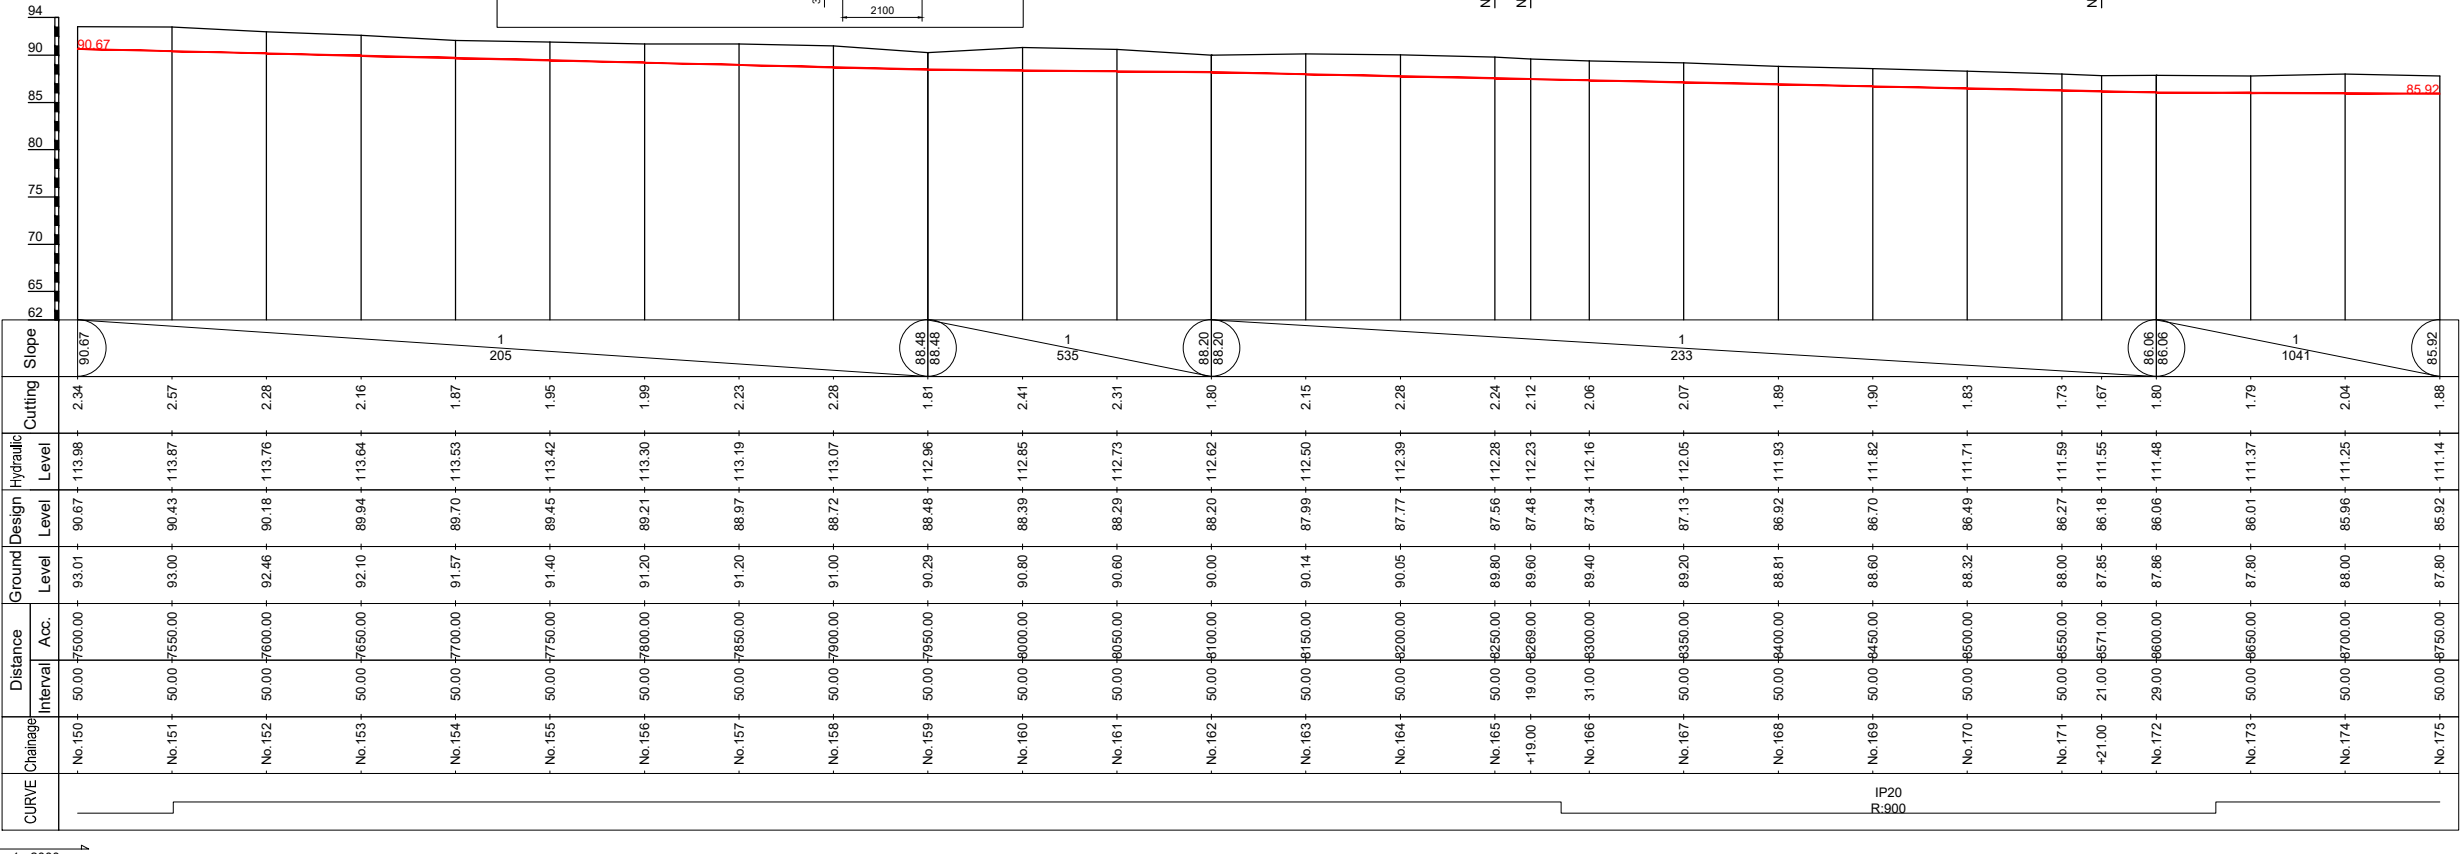 2100
94
90
85
80
75
70
65
62
90.67
85.92
Slope
90.67
1
205
88.48
88.48
1
535
88.20
88.20
1
233
86.06
86.06
1
1041
85.92
Cutting
2.34 2.57 2.28 2.16 1.87 1.95 1.99 2.23 2.28 1.81 2.41 2.31 1.80 2.15 2.28 2.24 2.12 2.06 2.07 1.89 1.90 1.83 1.73 1.67 1.80 1.79 2.04 1.88
Hydraulic
Level
113.98 113.87 113.76 113.64 113.53 113.42 113.30 113.19 113.07 112.96 112.85 112.73 112.62 112.50 112.39 112.28 112.23 112.16 112.05 111.93 111.82 111.71 111.59 111.55 111.48 111.37 111.25 111.14
Design
Level
90.67 90.43 90.18 89.94 89.70 89.45 89.21 88.97 88.72 88.48 88.39 88.29 88.20 87.99 87.77 87.56 87.48 87.34 87.13 86.92 86.70 86.49 86.27 86.18 86.06 86.01 85.96 85.92
Ground
Level
93.01 93.00 92.46 92.10 91.57 91.40 91.20 91.20 91.00 90.29 90.80 90.60 90.00 90.14 90.05 89.80 89.60 89.40 89.20 88.81 88.60 88.32 88.00 87.85 87.86 87.80 88.00 87.80
Distance
Acc.
7500.00 7550.00 7600.00 7650.00 7700.00 7750.00 7800.00 7850.00 7900.00 7950.00 8000.00 8050.00 8100.00 8150.00 8200.00 8250.00 8269.00 8300.00 8350.00 8400.00 8450.00 8500.00 8550.00 8571.00 8600.00 8650.00 8700.00 8750.00
Interval
50.00 50.00 50.00 50.00 50.00 50.00 50.00 50.00 50.00 50.00 50.00 50.00 50.00 50.00 50.00 50.00 19.00 31.00 50.00 50.00 50.00 50.00 50.00 21.00 29.00 50.00 50.00 50.00
Chainage
No.150 No.151 No.152 No.153 No.154 No.155 No.156 No.157 No.158 No.159 No.160 No.161 No.162 No.163 No.164 No.165 +19.00 No.166 No.167 No.168 No.169 No.170 No.171 +21.00 No.172 No.173 No.174 No.175
CURVE
IP20
R:900